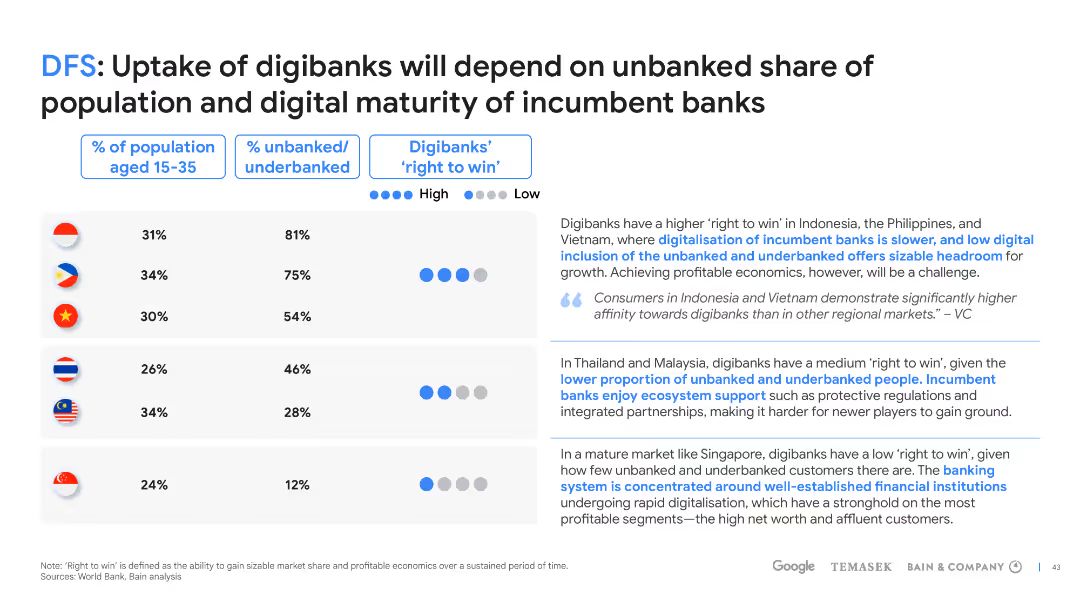 DFS: Uptake of digibanks will depend on unbanked share of
population and digital maturity of incumbent banks
% of population
aged 15-35
% unbanked/
underbanked
Digibanks'
'right to win'
High
Low
31%
81%
34%
75%
30%
54%
Digibanks have a higher 'right to win' in Indonesia, the Philippines, and
Vietnam, where digitalisation of incumbent banks is slower, and low digital
inclusion of the unbanked and underbanked offers sizable headroom for
growth. Achieving profitable economics, however, will be a challenge.
“ Consumers in Indonesia and Vietnam demonstrate significantly higher
affinity towards digibanks than in other regional markets.” – VC
26%
46%
34%
28%
In Thailand and Malaysia, digibanks have a medium 'right to win', given the
lower proportion of unbanked and underbanked people. Incumbent
banks enjoy ecosystem support such as protective regulations and
integrated partnerships, making it harder for newer players to gain ground.
24%
12%
In a mature market like Singapore, digibanks have a low 'right to win', given
how few unbanked and underbanked customers there are. The banking
system is concentrated around well-established financial institutions
undergoing rapid digitalisation, which have a stronghold on the most
profitable segments—the high net worth and affluent customers.
Note: 'Right to win' is defined as the ability to gain sizable market share and profitable economics over a sustained period of time.
Sources: World Bank, Bain analysis
Google TEMASEK BAIN & COMPANY | 43